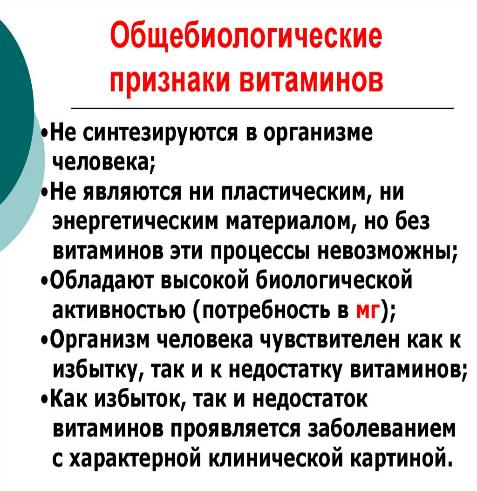 Общебиологические
признаки витаминов
•Не синтезируются в организме
человека;
•Не являются ни пластическим, ни
энергетическим материалом, но без
витаминов эти процессы невозможны;
•Обладают высокой биологической
активностью (потребность в мг);
•Организм человека чувствителен как к
избытку, так и к недостатку витаминов;
•Как избыток, так и недостаток
витаминов проявляется заболеванием
с характерной клинической картиной.